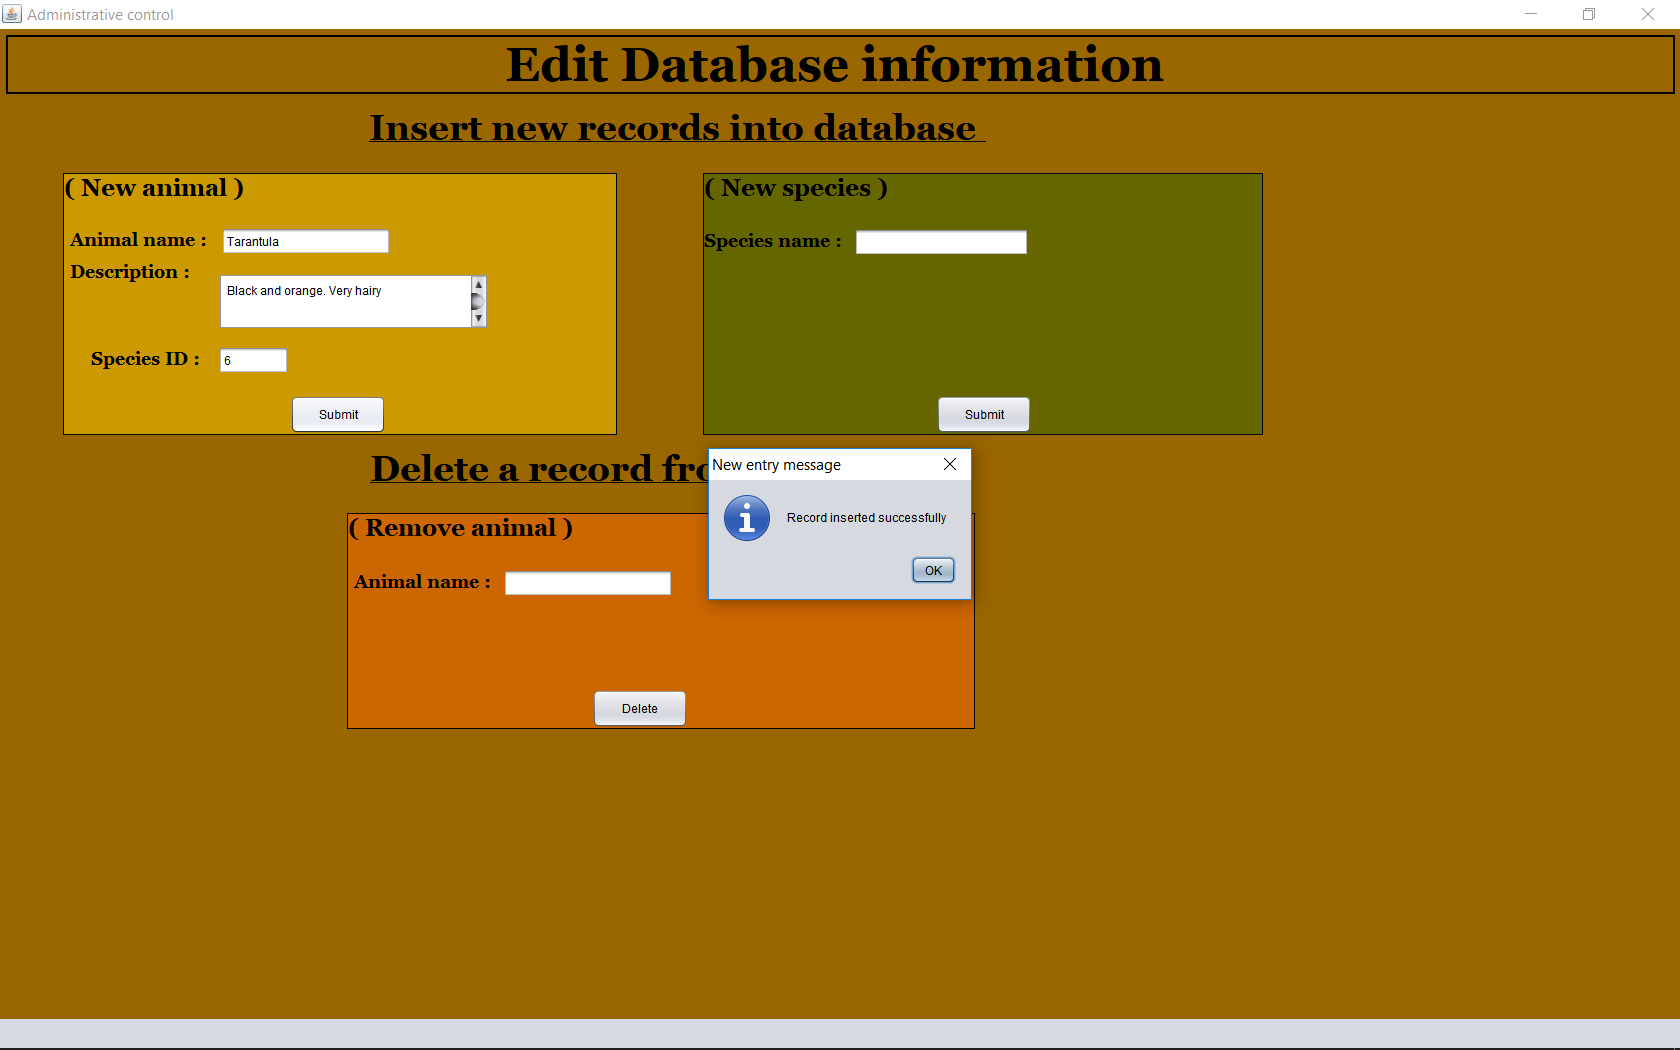 Administrative control
Edit Database information
Insert new records into database
( New animal )
Animal name :
Tarantula
Description :
Black and orange. Very hairy
Species ID :
6
Submit
( New species )
Species name :
Submit
Delete a record fro
New entry message
Record inserted successfully
OK
( Remove animal )
Animal name :
Delete